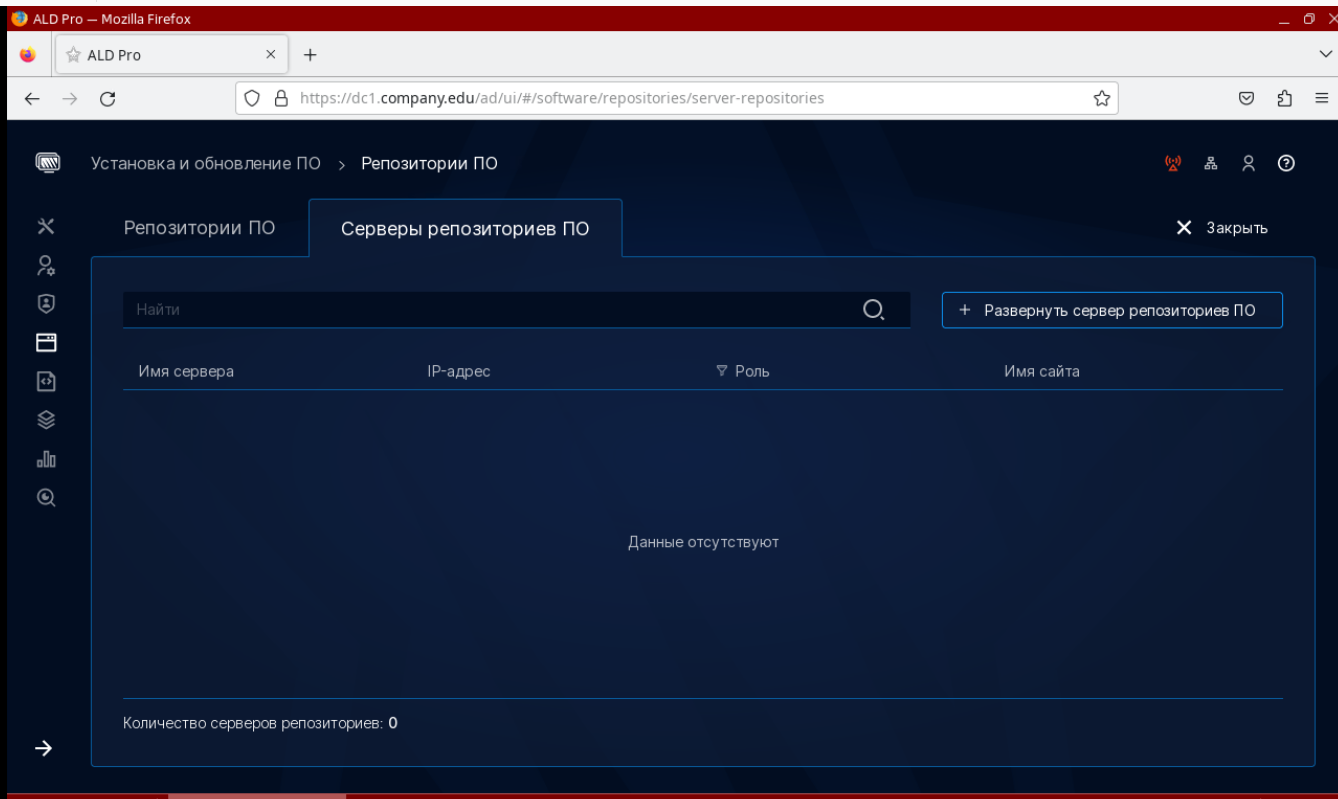 ALD Pro — Mozilla Firefox
ALD Pro
https://dc1.company.edu/ad/ui/#/software/repositories/server-repositories
Установка и обновление ПО > Репозитории ПО
Репозитории ПО
Серверы репозиториев ПО
Закрыть
Найти
+ Развернуть сервер репозиториев ПО
Имя сервера IP-адрес Роль Имя сайта
Данные отсутствуют
Количество серверов репозиториев: 0